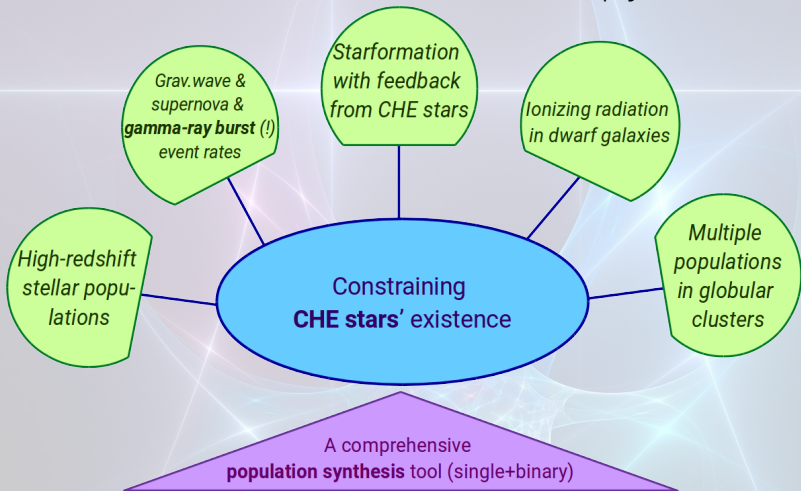 Starformation
with feedback
from CHE stars
Grav.wave &
supernova &
gamma-ray burst (!)
event rates
Ionizing radiation
in dwarf galaxies
High-redshift
stellar popu-
lations
Multiple
populations
in globular
clusters
Constraining
CHE stars’ existence
A comprehensive
population synthesis tool (single+binary)